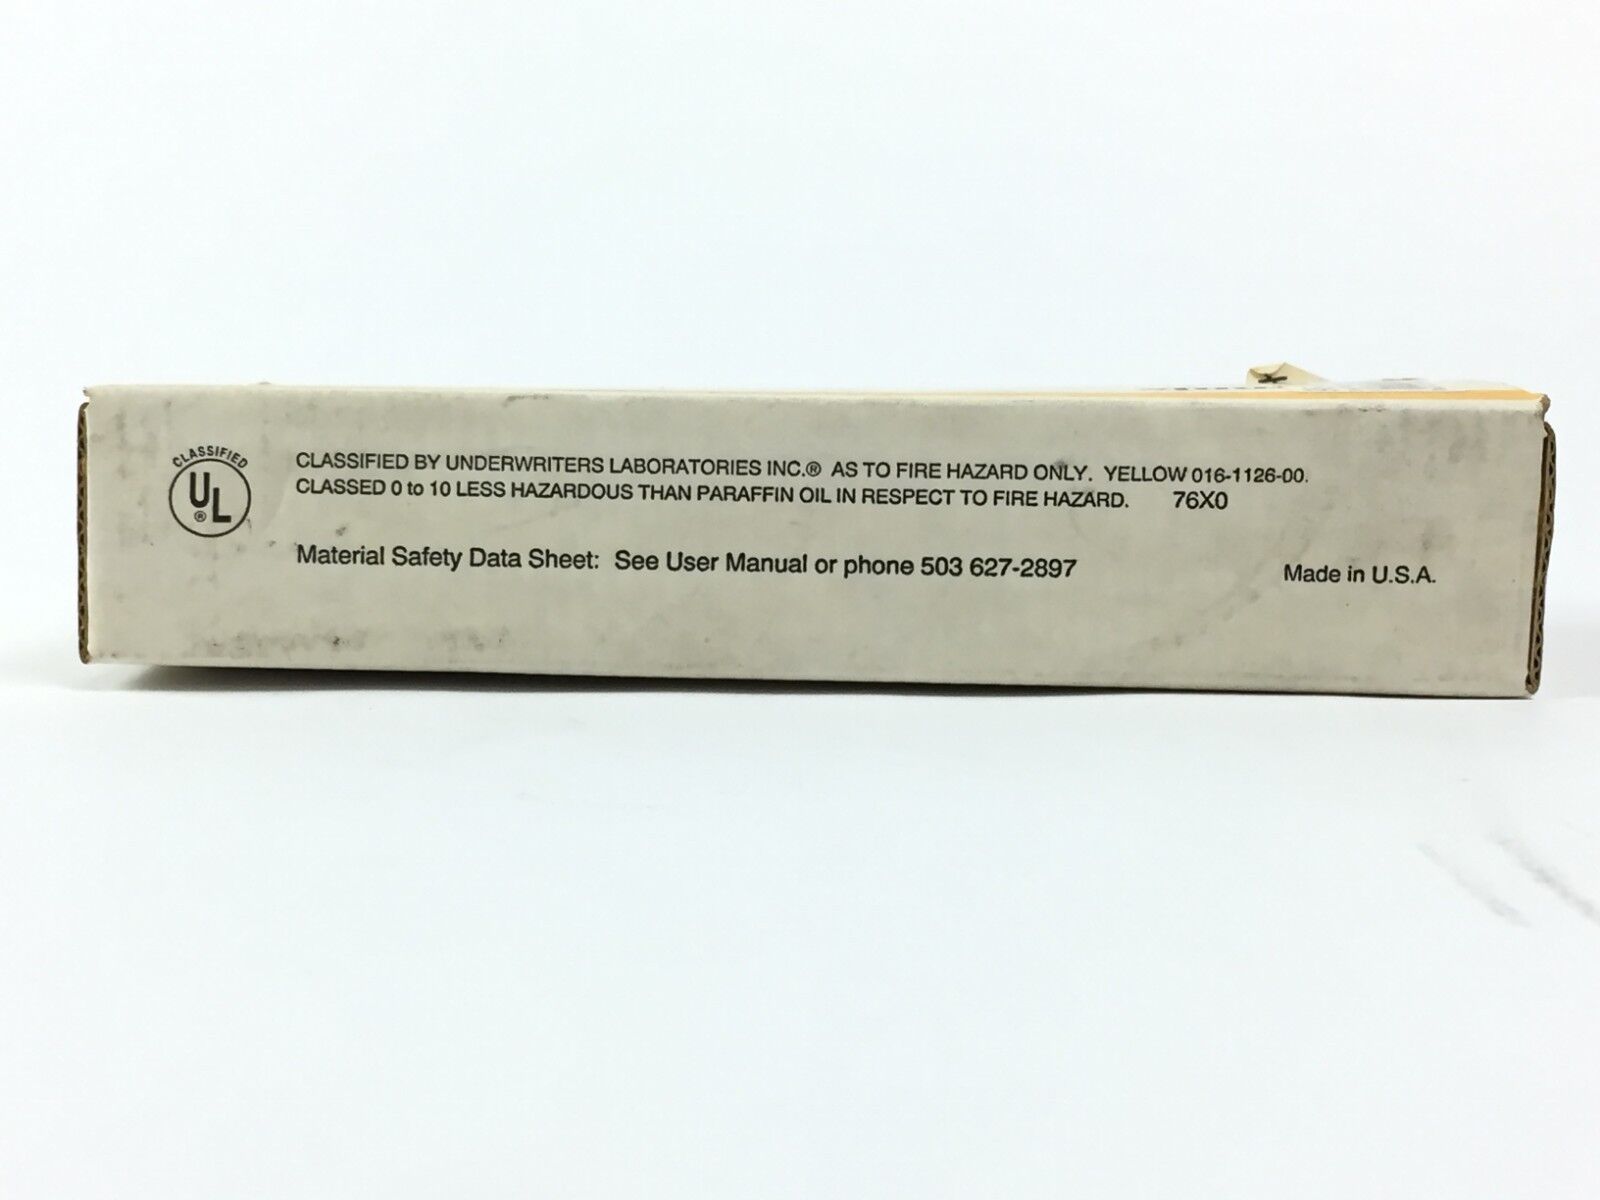 CLASSIFIED
UL®
CLASSIFIED BY UNDERWRITERS LABORATORIES INC.® AS TO FIRE HAZARD ONLY. YELLOW 016-1126-00.
CLASSED 0 to 10 LESS HAZARDOUS THAN PARAFFIN OIL IN RESPECT TO FIRE HAZARD. 76X0
Material Safety Data Sheet: See User Manual or phone 503 627-2897
Made in U.S.A.